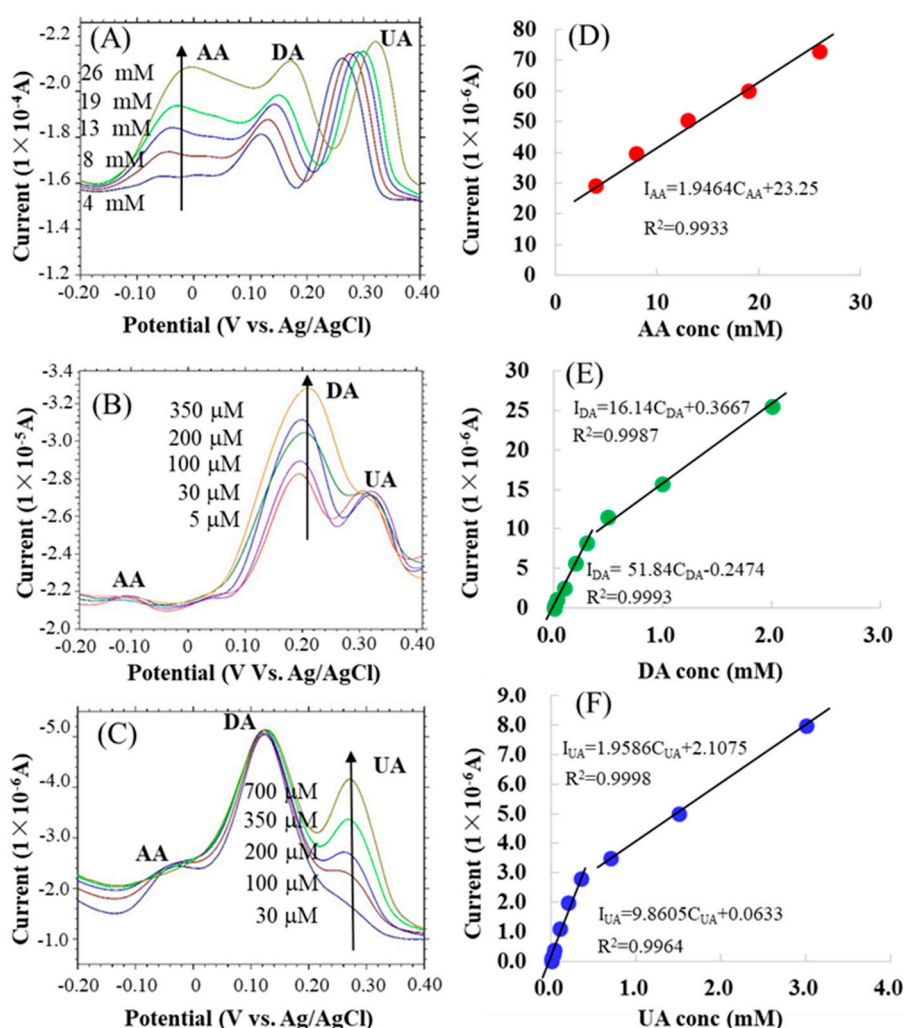 (A)
AA
DA
UA
26 mM
19 mM
13 mM
8 mM
4 mM
-2.2
-2.0
-1.8
-1.6
-1.4
-1.2
Current (1×10⁻⁴A)
-0.20 0 0.10 0.20 0.30 0.40
Potential (V vs. Ag/AgCl)
(D)
80
70
60
50
40
30
20
10
0
Current (1×10⁻⁶A)
I_AA=1.9464C_AA+23.25
R²=0.9933
0 10 20 30
AA conc (mM)
(B)
DA
UA
AA
350 μM
200 μM
100 μM
30 μM
5 μM
-3.4
-3.2
-3.0
-2.8
-2.6
-2.4
-2.2
-2.0
Current (1×10⁻⁵A)
-0.20 -0.10 0 0.10 0.20 0.30 0.40
Potential (V Vs. Ag/AgCl)
(E)
30
25
20
15
10
5
0
Current (1×10⁻⁶A)
I_DA=16.14C_DA+0.3667
R²=0.9987
I_DA= 51.84C_DA-0.2474
R²=0.9993
0.0 1.0 2.0 3.0
DA conc (mM)
(C)
DA
UA
AA
700 μM
350 μM
200 μM
100 μM
30 μM
-5.0
-4.0
-3.0
-2.0
-1.0
Current (1×10⁻⁶A)
-0.20 -0.10 0 0.10 0.20 0.30 0.40
Potential (V vs. Ag/AgCl)
(F)
9.0
8.0
7.0
6.0
5.0
4.0
3.0
2.0
1.0
0.0
Current (1×10⁻⁶A)
I_UA=1.9586C_UA+2.1075
R²=0.9998
I_UA=9.8605C_UA+0.0633
R²=0.9964
0.0 1.0 2.0 3.0 4.0
UA conc (mM)